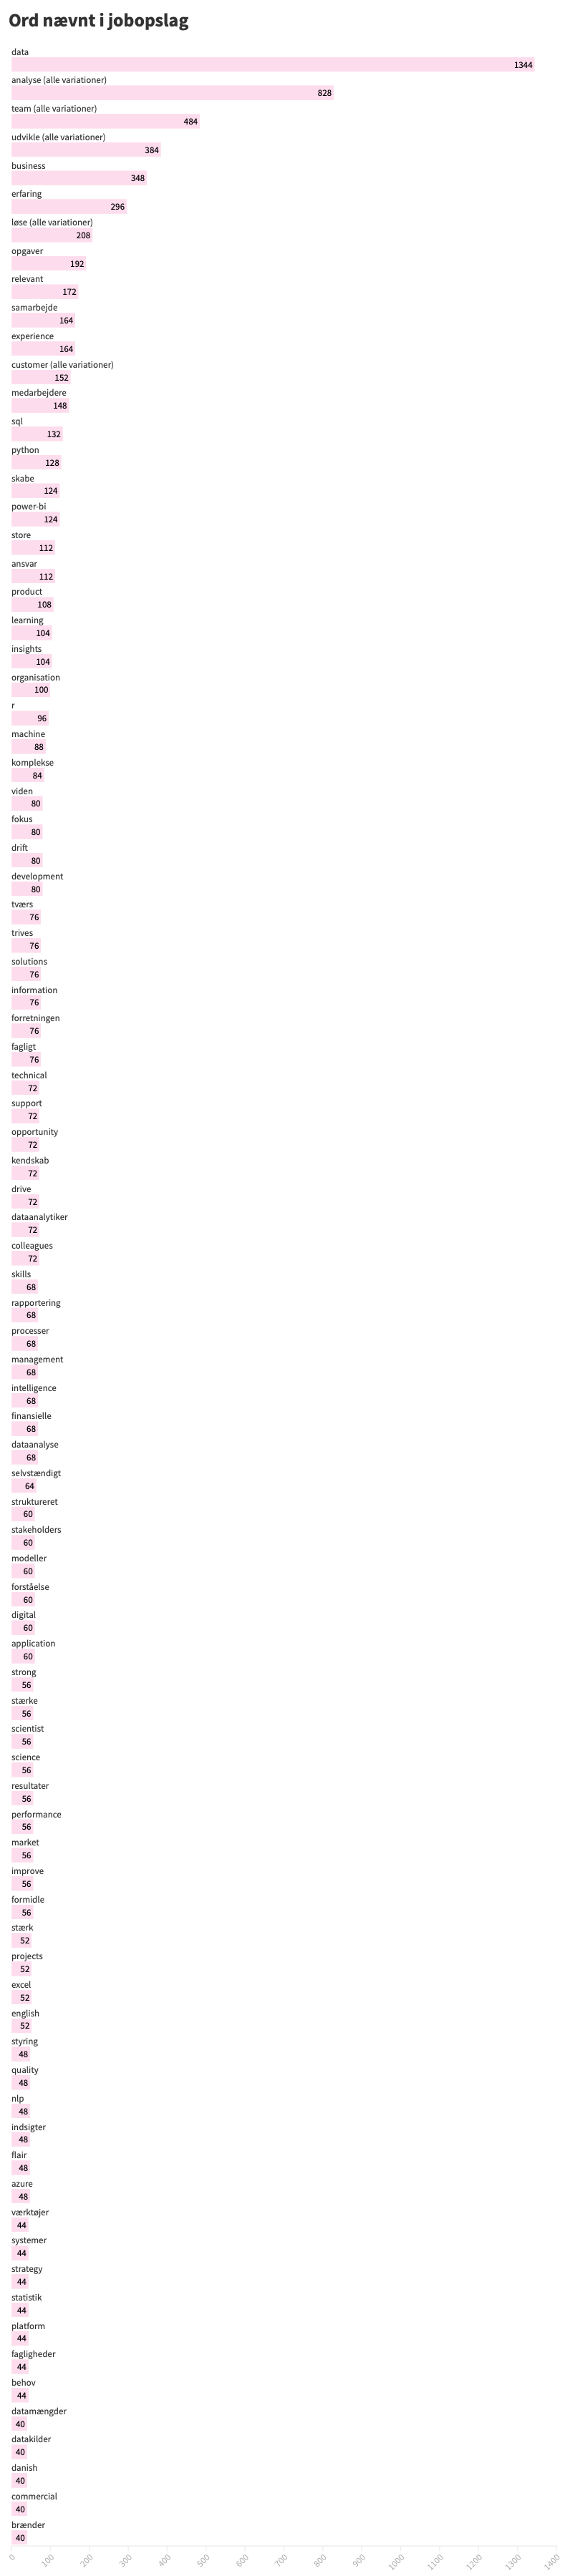 Ord nævnt i jobopslag
data
1344
analyse (alle variationer)
828
team (alle variationer)
484
udvikle (alle variationer)
384
business
348
erfaring
296
løse (alle variationer)
208
opgaver
192
relevant
172
samarbejde
164
experience
164
customer (alle variationer)
152
medarbejdere
148
sql
132
python
128
skabe
124
power-bi
124
store
112
ansvar
112
product
108
learning
104
insights
104
organisation
100
r
96
machine
88
komplekse
84
viden
80
fokus
80
drift
80
development
80
tværs
76
trives
76
solutions
76
information
76
forretningen
76
fagligt
76
technical
72
support
72
opportunity
72
kendskab
72
drive
72
dataanalytiker
72
colleagues
72
skills
68
rapportering
68
processer
68
management
68
intelligence
68
finansielle
68
dataanalyse
68
selvstændigt
64
struktureret
60
stakeholders
60
modeller
60
forståelse
60
digital
60
application
60
strong
56
stærke
56
scientist
56
science
56
resultater
56
performance
56
market
56
improve
56
formidle
56
stærk
52
projects
52
excel
52
english
52
styring
48
quality
48
nlp
48
indsigter
48
flair
48
azure
48
værktøjer
44
systemer
44
strategy
44
statistik
44
platform
44
fagligheder
44
behov
44
datamængder
40
datakilder
40
danish
40
commercial
40
brænder
40
0 100 200 300 400 500 600 700 800 900 1000 1100 1200 1300 1400